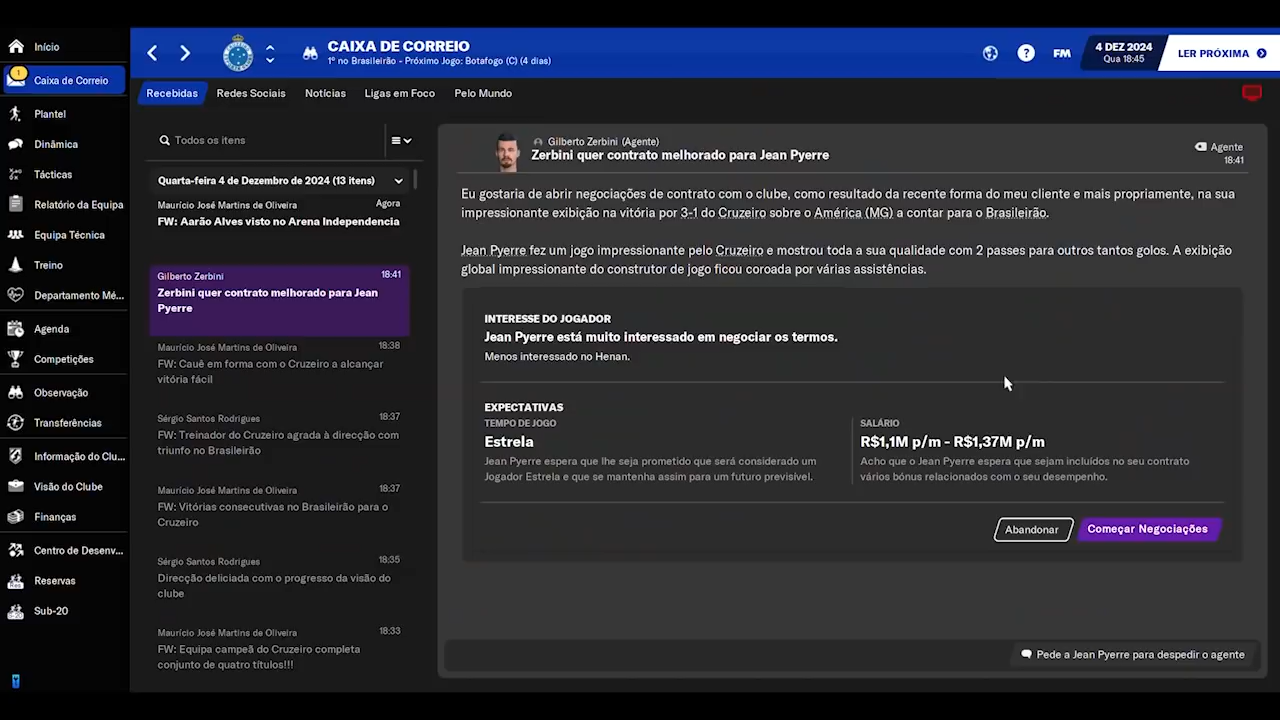 Início
CAIXA DE CORREIO
1º no Brasileirão - Próximo Jogo: Botafogo (C) (4 dias)
FM
4 DEZ 2024
Qua 18:45
LER PRÓXIMA
1
Caixa de Correio
Plantel
Dinâmica
Tácticas
Relatório da Equipa
Equipa Técnica
Treino
Departamento Mé...
Agenda
Competições
Observação
Transferências
Informação do Clu...
Visão do Clube
Finanças
Centro de Desenv...
Reservas
Sub-20
Recebidas
Redes Sociais
Notícias
Ligas em Foco
Pelo Mundo
Todos os itens
Quarta-feira 4 de Dezembro de 2024 (13 itens)
Maurício José Martins de Oliveira
Agora
FW: Aarão Alves visto no Arena Independencia
Gilberto Zerbini
18:41
Zerbini quer contrato melhorado para Jean
Pyerre
Maurício José Martins de Oliveira
18:38
FW: Cauê em forma com o Cruzeiro a alcançar
vitória fácil
Sérgio Santos Rodrigues
18:37
FW: Treinador do Cruzeiro agrada à direcção com
triunfo no Brasileirão
Maurício José Martins de Oliveira
18:37
FW: Vitórias consecutivas no Brasileirão para o
Cruzeiro
Sérgio Santos Rodrigues
18:35
Direcção deliciada com o progresso da visão do
clube
Maurício José Martins de Oliveira
18:33
FW: Equipa campeã do Cruzeiro completa
conjunto de quatro títulos!!!
Gilberto Zerbini (Agente)
Zerbini quer contrato melhorado para Jean Pyerre
Agente
18:41
Eu gostaria de abrir negociações de contrato com o clube, como resultado da recente forma do meu cliente e mais propriamente, na sua
impressionante exibição na vitória por 3-1 do Cruzeiro sobre o América (MG) a contar para o Brasileirão.
Jean Pyerre fez um jogo impressionante pelo Cruzeiro e mostrou toda a sua qualidade com 2 passes para outros tantos golos. A exibição
global impressionante do construtor de jogo ficou coroada por várias assistências.
INTERESSE DO JOGADOR
Jean Pyerre está muito interessado em negociar os termos.
Menos interessado no Henan.
EXPECTATIVAS
TEMPO DE JOGO
Estrela
Jean Pyerre espera que lhe seja prometido que será considerado um
Jogador Estrela e que se mantenha assim para um futuro previsível.
SALÁRIO
R$1,1M p/m - R$1,37M p/m
Acho que o Jean Pyerre espera que sejam incluídos no seu contrato
vários bónus relacionados com o seu desempenho.
Abandonar
Começar Negociações
Pede a Jean Pyerre para despedir o agente